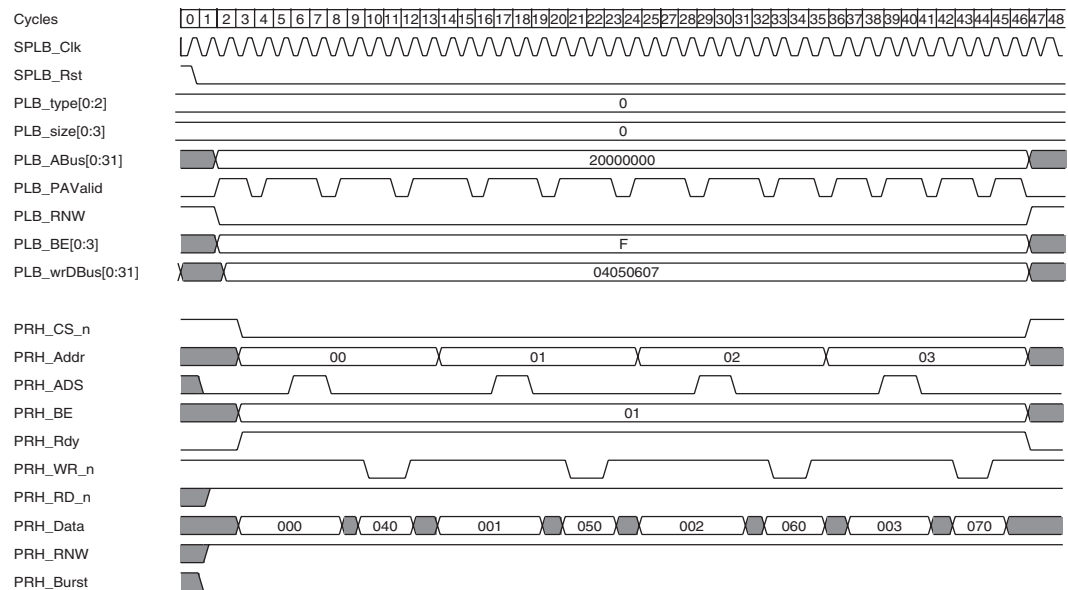 Cycles 0 1 2 3 4 5 6 7 8 9 10 11 12 13 14 15 16 17 18 19 20 21 22 23 24 25 26 27 28 29 30 31 32 33 34 35 36 37 38 39 40 41 42 43 44 45 46 47 48
SPLB_Clk
SPLB_Rst
PLB_type[0:2] 0
PLB_size[0:3] 0
PLB_ABus[0:31] 20000000
PLB_PAValid
PLB_RNW
PLB_BE[0:3] F
PLB_wrDBus[0:31] 04050607
PRH_CS_n
PRH_Addr 00 01 02 03
PRH_ADS
PRH_BE 01
PRH_Rdy
PRH_WR_n
PRH_RD_n
PRH_Data 000 040 001 050 002 060 003 070
PRH_RNW
PRH_Burst